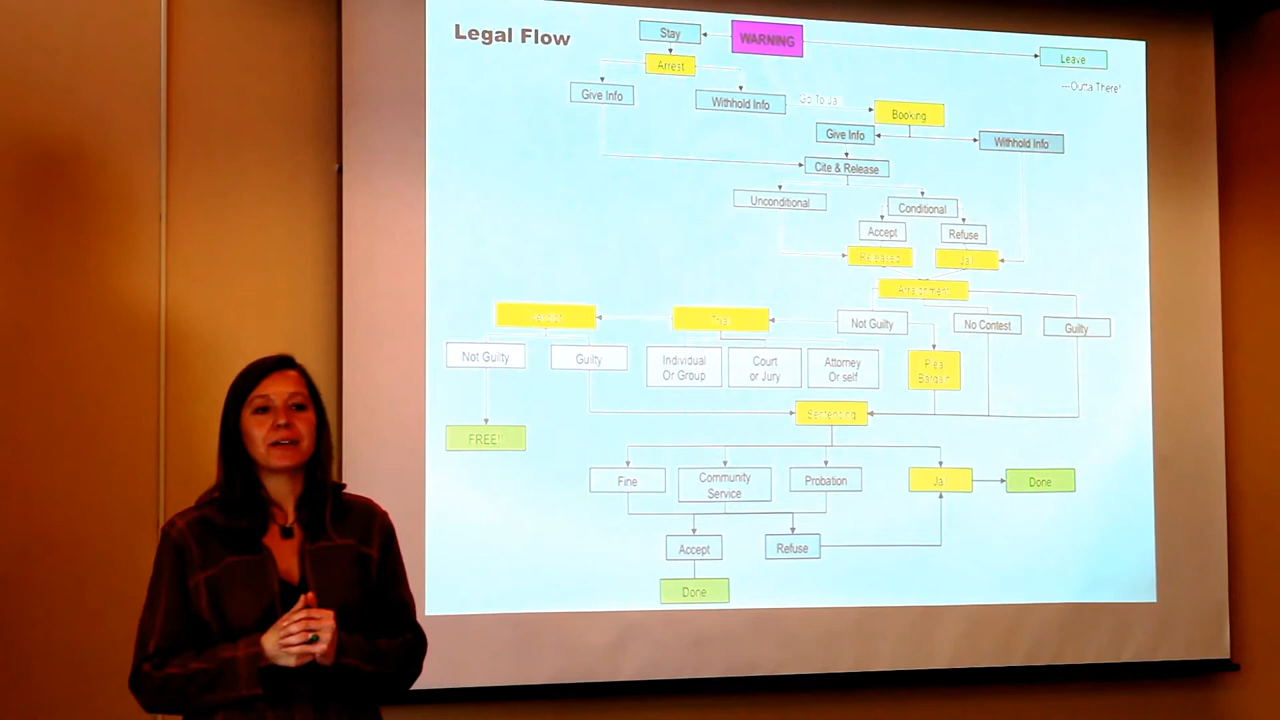 Legal Flow
Stay
WARNING
Leave
---Outta There!
Arrest
Give Info
Withhold Info
Go To Jail
Booking
Give Info
Withhold Info
Cite & Release
Unconditional
Conditional
Accept
Refuse
Released
Jail
Arraignment
Verdict
Trial
Not Guilty
No Contest
Guilty
Not Guilty
Guilty
Individual
Or Group
Court
or Jury
Attorney
Or self
Plea
Bargain
Sentencing
FREE!!
Fine
Community
Service
Probation
Jail
Done
Accept
Refuse
Done